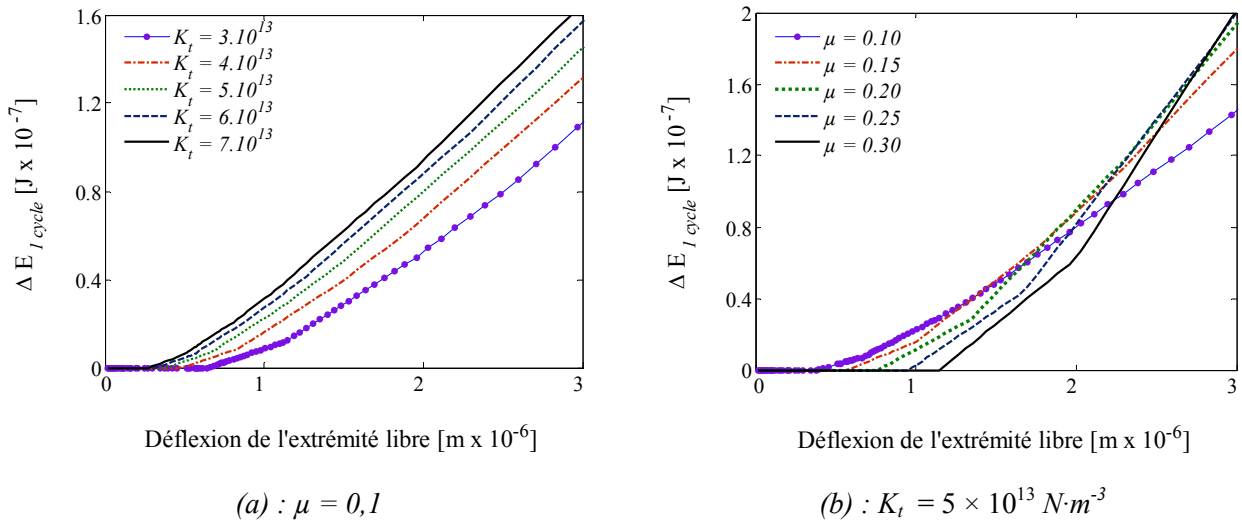 1.6
1.2
0.8
0.4
0
K_t = 3.10^13
K_t = 4.10^13
K_t = 5.10^13
K_t = 6.10^13
K_t = 7.10^13
Δ E_1 cycle [J x 10^-7]
0 1 2 3
Déflexion de l'extrémité libre [m x 10^-6]
(a) : μ = 0,1
2
1.6
1.2
0.8
0.4
0
μ = 0.10
μ = 0.15
μ = 0.20
μ = 0.25
μ = 0.30
Δ E_1 cycle [J x 10^-7]
0 1 2 3
Déflexion de l'extrémité libre [m x 10^-6]
(b) : K_t = 5 × 10^13 N·m^-3